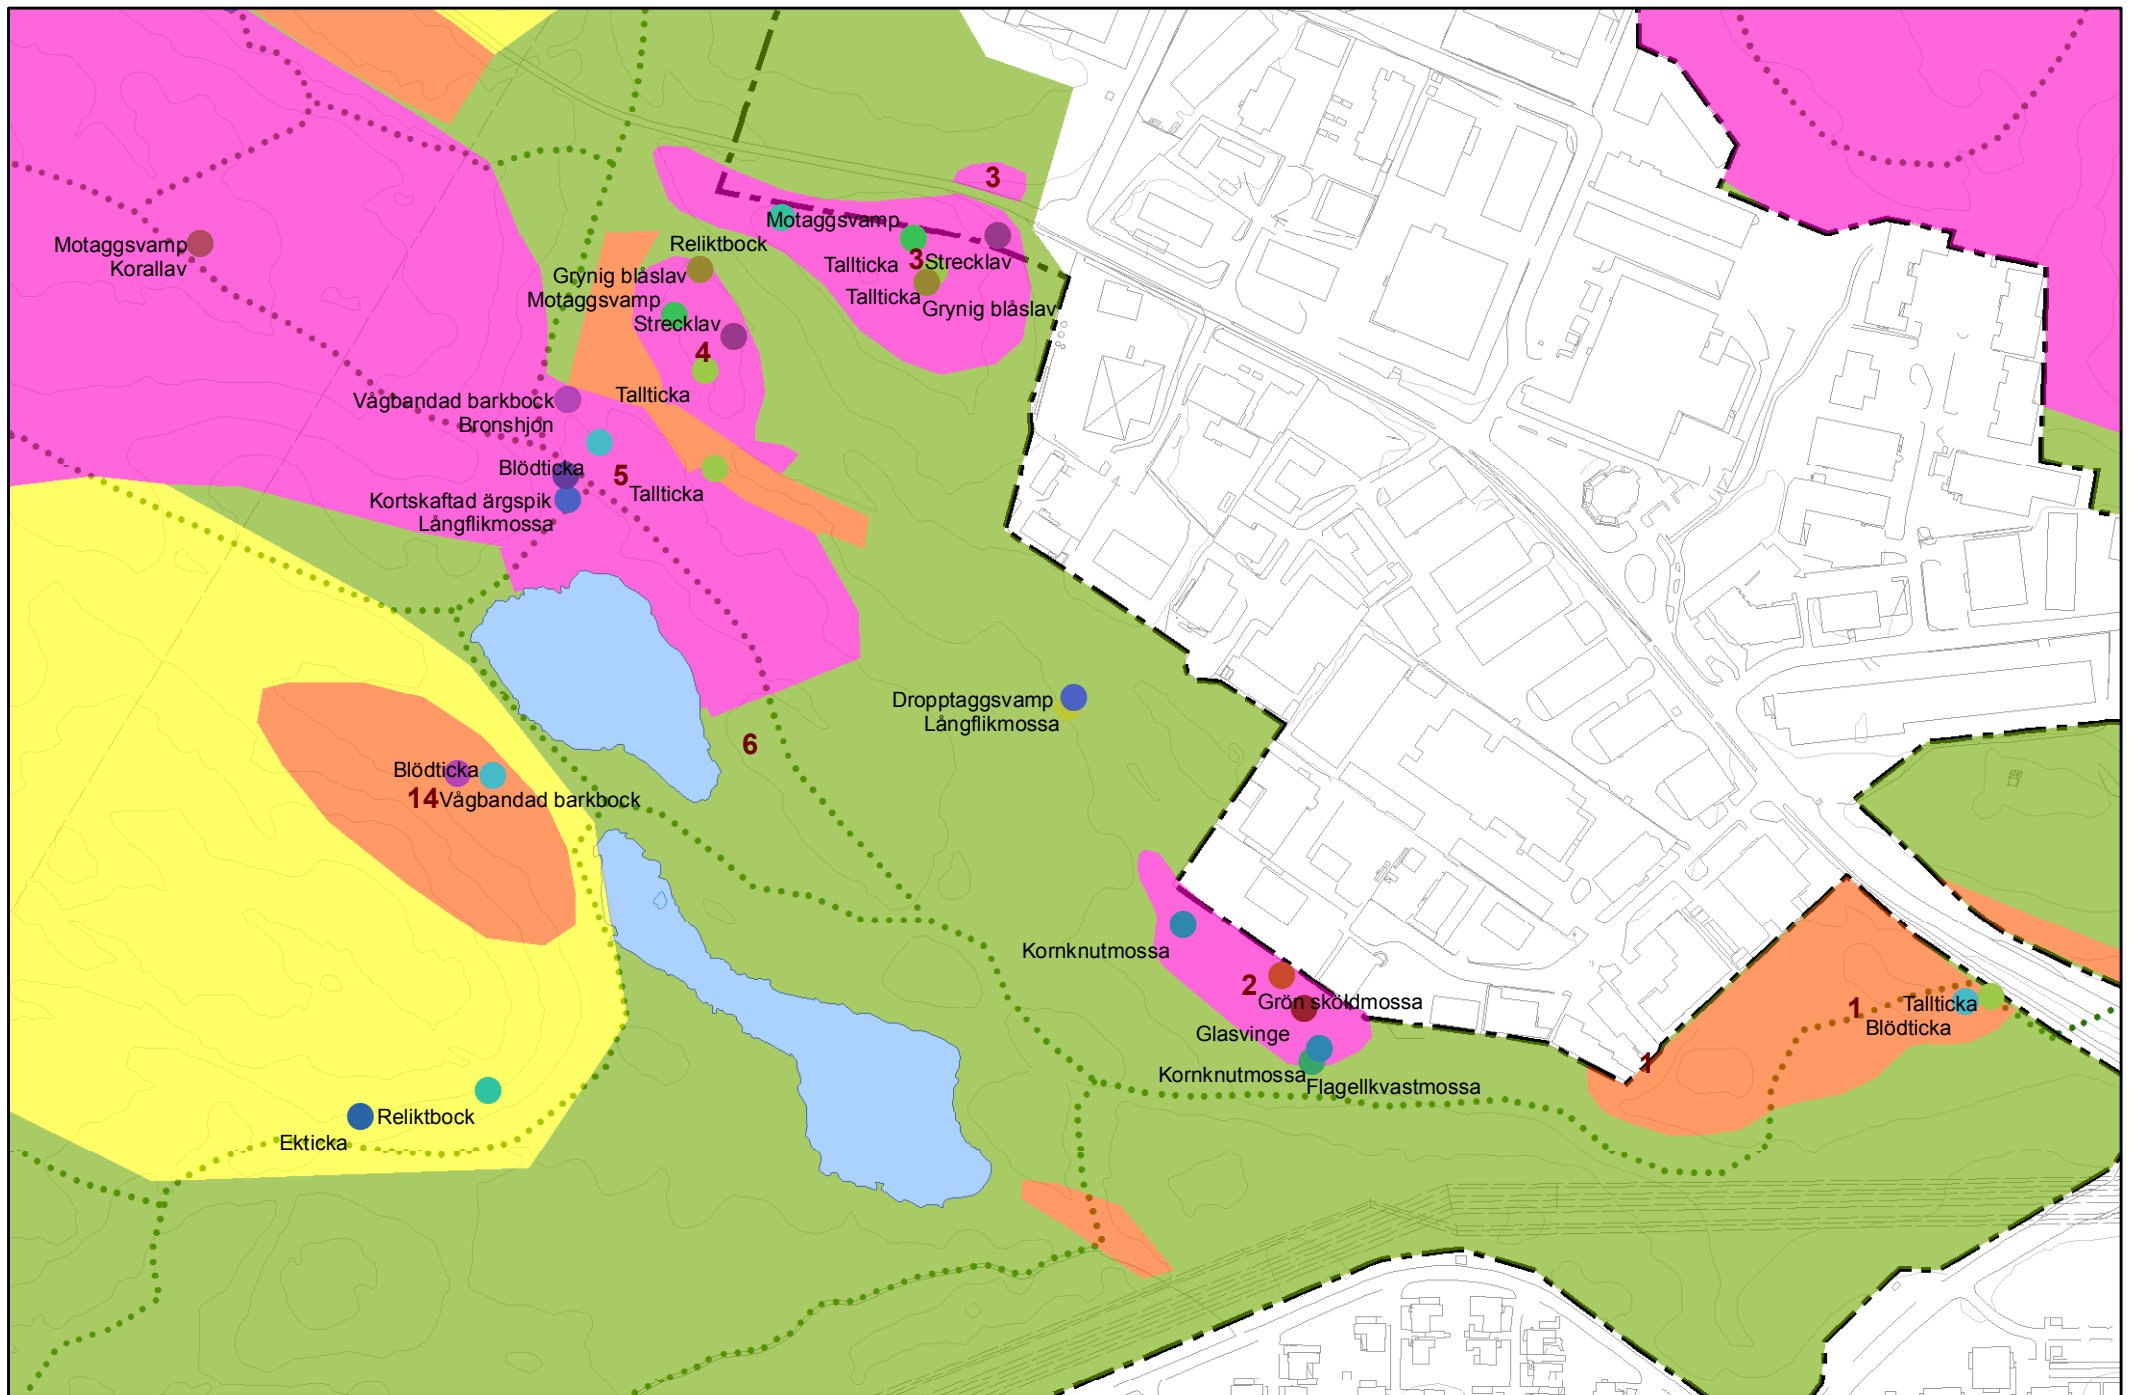 3
Motaggsvamp
Reliktbock
Motaggsvamp
Korallav
3
Strecklav
Tallticka
Grynig blåslav
Tallticka
Motaggsvamp
Grynig blåslav
Strecklav
4
Tallticka
Vågbandad barkbock
Bronshjon
Blödticka
5
Tallticka
Kortskaftad ärgspik
Långflikmossa
Dropptaggsvamp
Långflikmossa
6
Blödticka
14
Vågbandad barkbock
Kornknutmossa
2
Grön sköldmossa
1
Tallticka
Blödticka
Glasvinge
1
Kornknutmossa
Flagellkvastmossa
Reliktbock
Ekticka